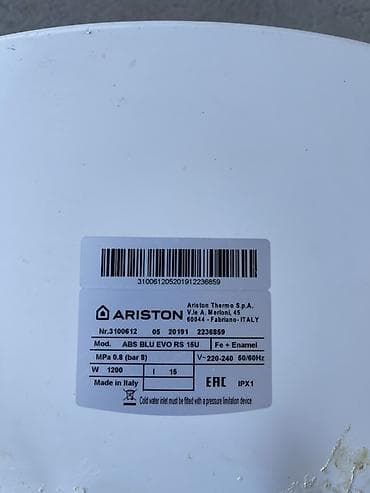 310061205201912236859
ARISTON
Ariston Thermo S.p.A.
V.le A. Merloni, 45
60044 - Fabriano- ITALY
Nr.3100612 05 20191 2236859
Mod. ABS BLU EVO RS 15U Fe + Enamel
MPa 0.8 (bar 8) V~220-240 50/60Hz
W 1200 l 15
Made in Italy EAC IPX1
Cold water inlet must be fitted with a pressure limitation device